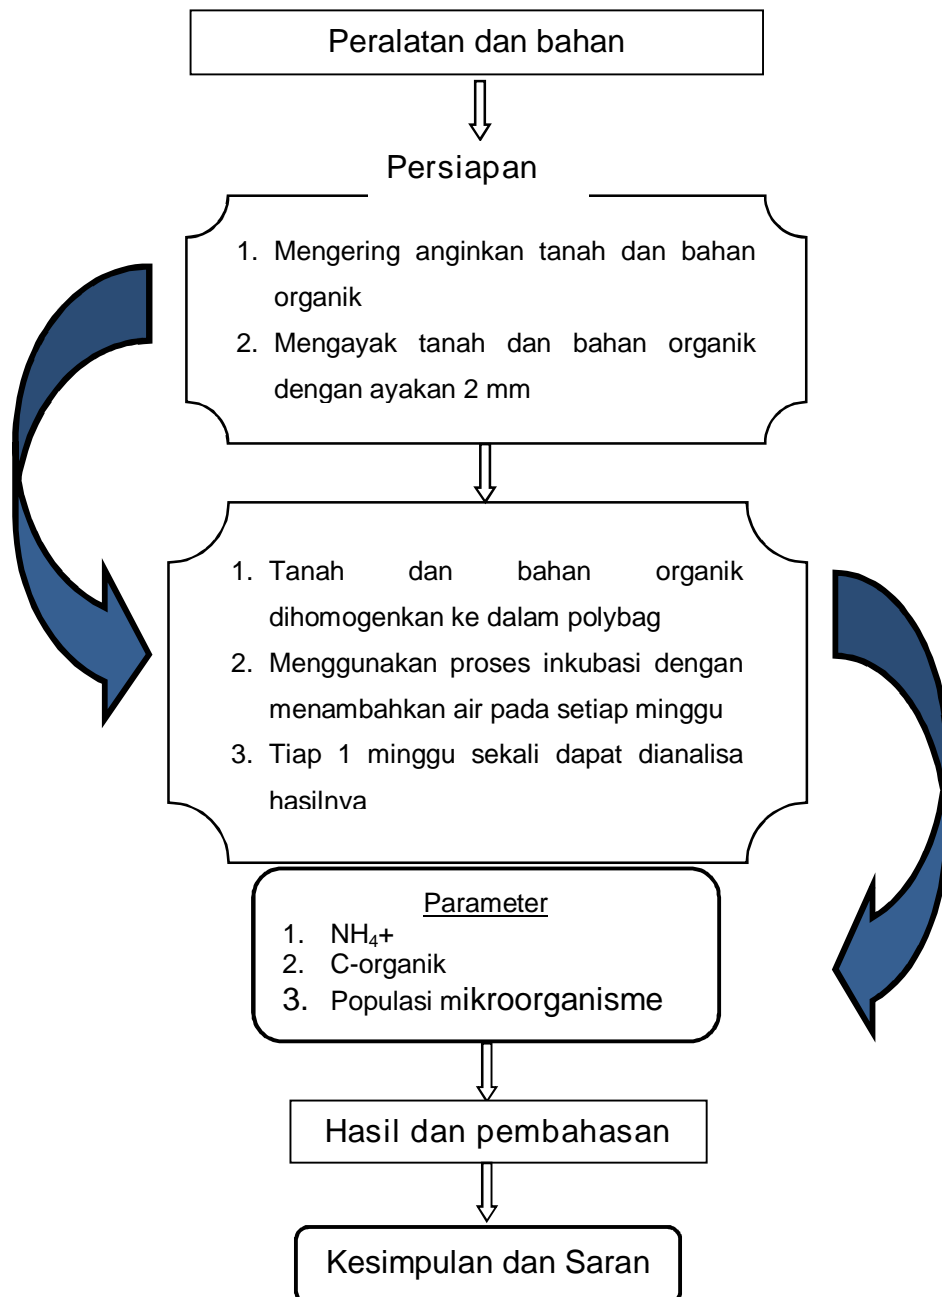 Peralatan dan bahan
Persiapan
1. Mengering anginkan tanah dan bahan
organik
2. Mengayak tanah dan bahan organik
dengan ayakan 2 mm
1. Tanah dan bahan organik
dihomogenkan ke dalam polybag
2. Menggunakan proses inkubasi dengan
menambahkan air pada setiap minggu
3. Tiap 1 minggu sekali dapat dianalisa
hasilnya
Parameter
1. NH₄+
2. C-organik
3. Populasi mikroorganisme
Hasil dan pembahasan
Kesimpulan dan Saran